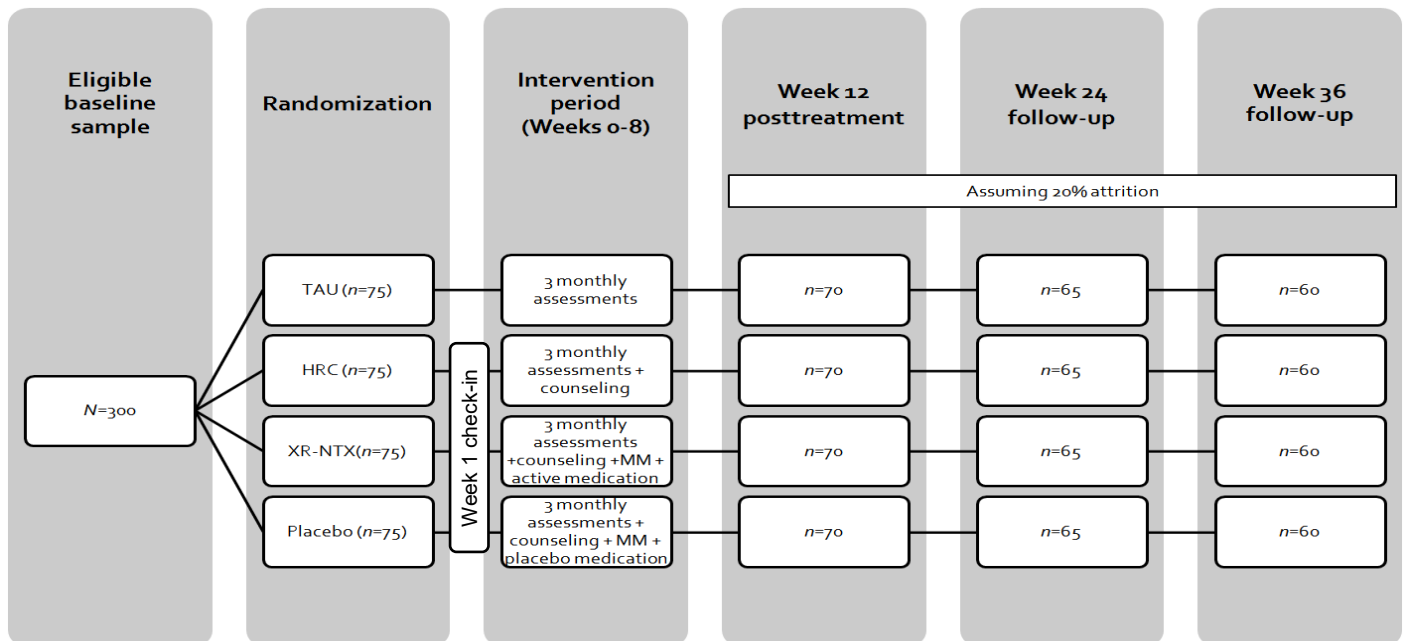 Eligible
baseline
sample
Randomization
Intervention
period
(Weeks 0-8)
Week 12
posttreatment
Week 24
follow-up
Week 36
follow-up
Assuming 20% attrition
N=300
TAU (n=75)
3 monthly
assessments
n=70
n=65
n=60
HRC (n=75)
3 monthly
assessments +
counseling
n=70
n=65
n=60
Week 1 check-in
XR-NTX(n=75)
3 monthly
assessments
+counseling +MM +
active medication
n=70
n=65
n=60
Placebo (n=75)
3 monthly
assessments +
counseling + MM +
placebo medication
n=70
n=65
n=60